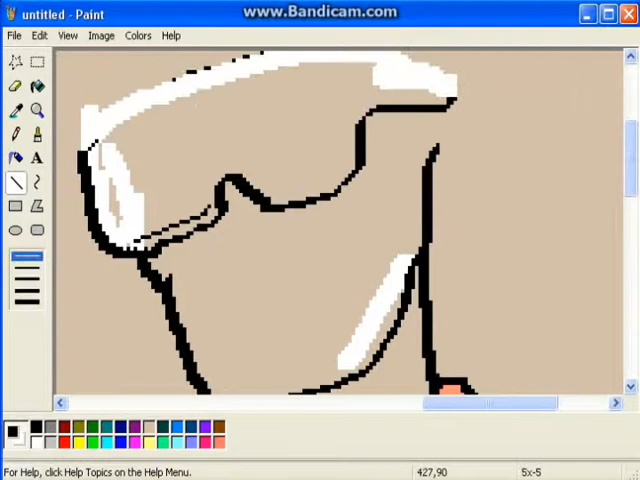 www.Bandicam.com
untitled - Paint
File Edit View Image Colors Help
A
For Help, click Help Topics on the Help Menu. 427,90 5x-5